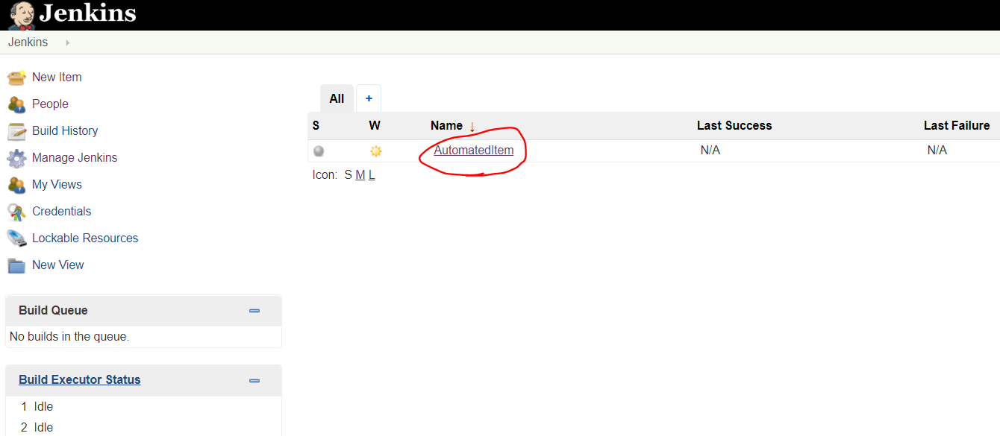 Jenkins
Jenkins
New Item
People
Build History
Manage Jenkins
My Views
Credentials
Lockable Resources
New View
Build Queue
No builds in the queue.
Build Executor Status
1 Idle
2 Idle
All +
S W Name ↓ Last Success Last Failure
AutomatedItem N/A N/A
Icon: S M L